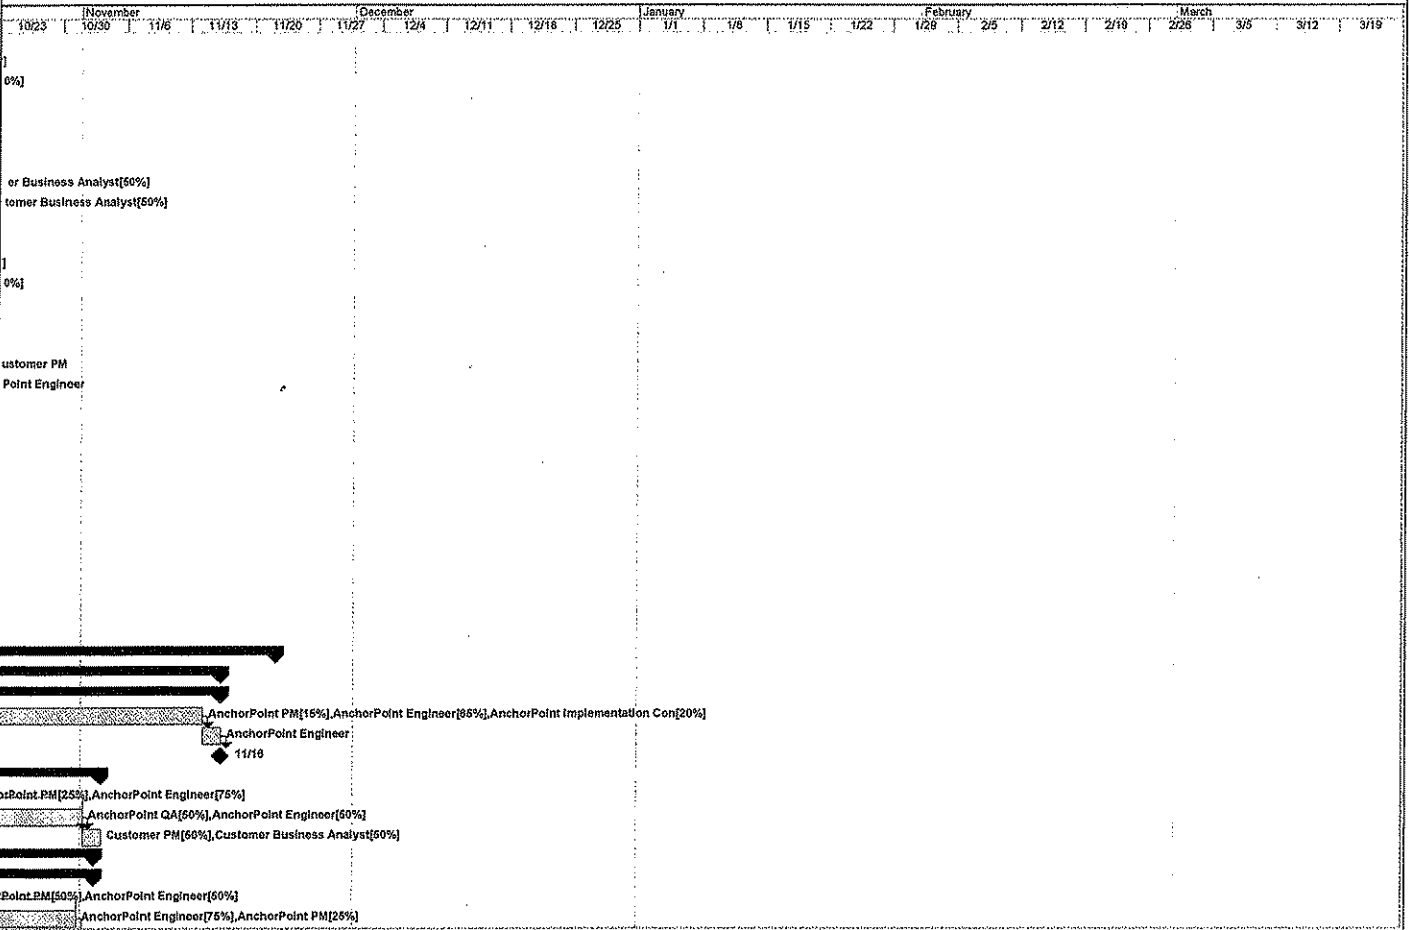 November December January February March
10/23 10/30 11/6 11/13 11/20 11/27 12/4 12/11 12/18 12/25 1/1 1/8 1/15 1/22 1/29 2/5 2/12 2/19 2/26 3/5 3/12 3/19
]
0%]
er Business Analyst[50%]
tomer Business Analyst[50%]
]
0%]
ustomer PM
Point Engineer
AnchorPoint PM[15%],AnchorPoint Engineer[65%],AnchorPoint Implementation Con[20%]
AnchorPoint Engineer
11/16
orPoint PM[25%],AnchorPoint Engineer[75%]
AnchorPoint QA[50%],AnchorPoint Engineer[50%]
Customer PM[50%],Customer Business Analyst[50%]
rPoint PM[50%],AnchorPoint Engineer[50%]
AnchorPoint Engineer[75%],AnchorPoint PM[25%]